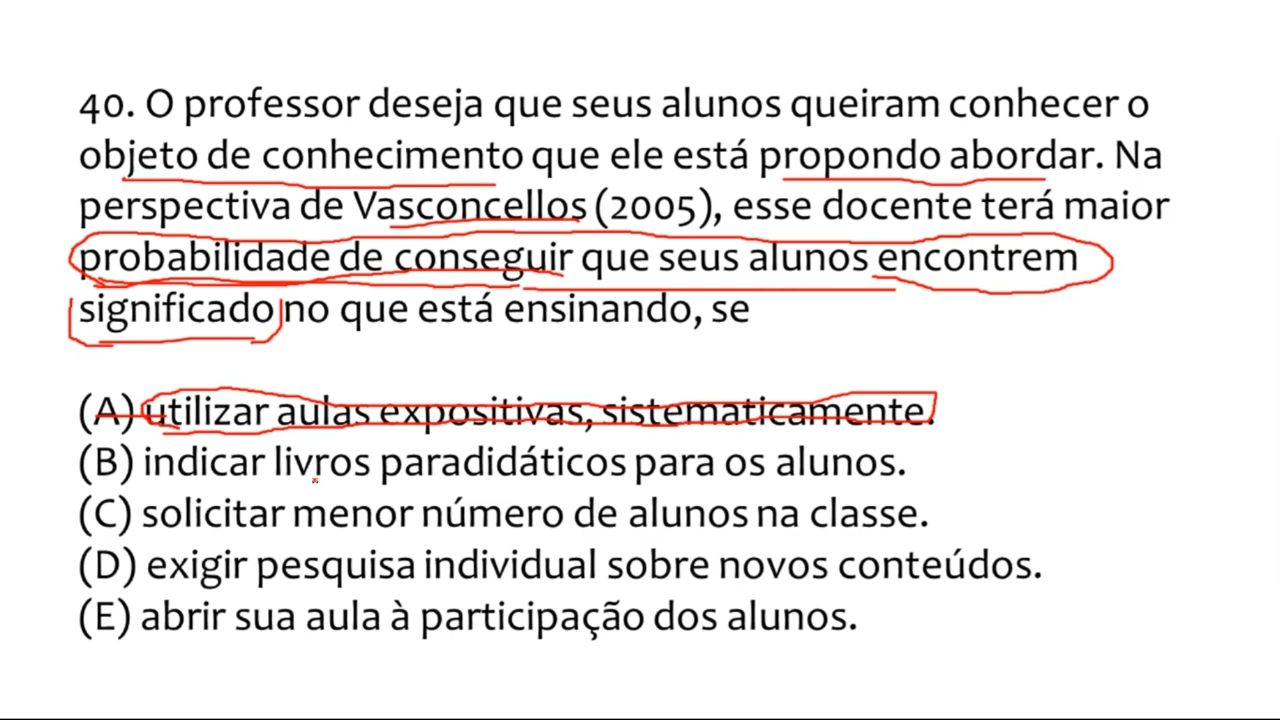 40. O professor deseja que seus alunos queiram conhecer o
objeto de conhecimento que ele está propondo abordar. Na
perspectiva de Vasconcellos (2005), esse docente terá maior
probabilidade de conseguir que seus alunos encontrem
significado no que está ensinando, se
(A) utilizar aulas expositivas, sistematicamente.
(B) indicar livros paradidáticos para os alunos.
(C) solicitar menor número de alunos na classe.
(D) exigir pesquisa individual sobre novos conteúdos.
(E) abrir sua aula à participação dos alunos.